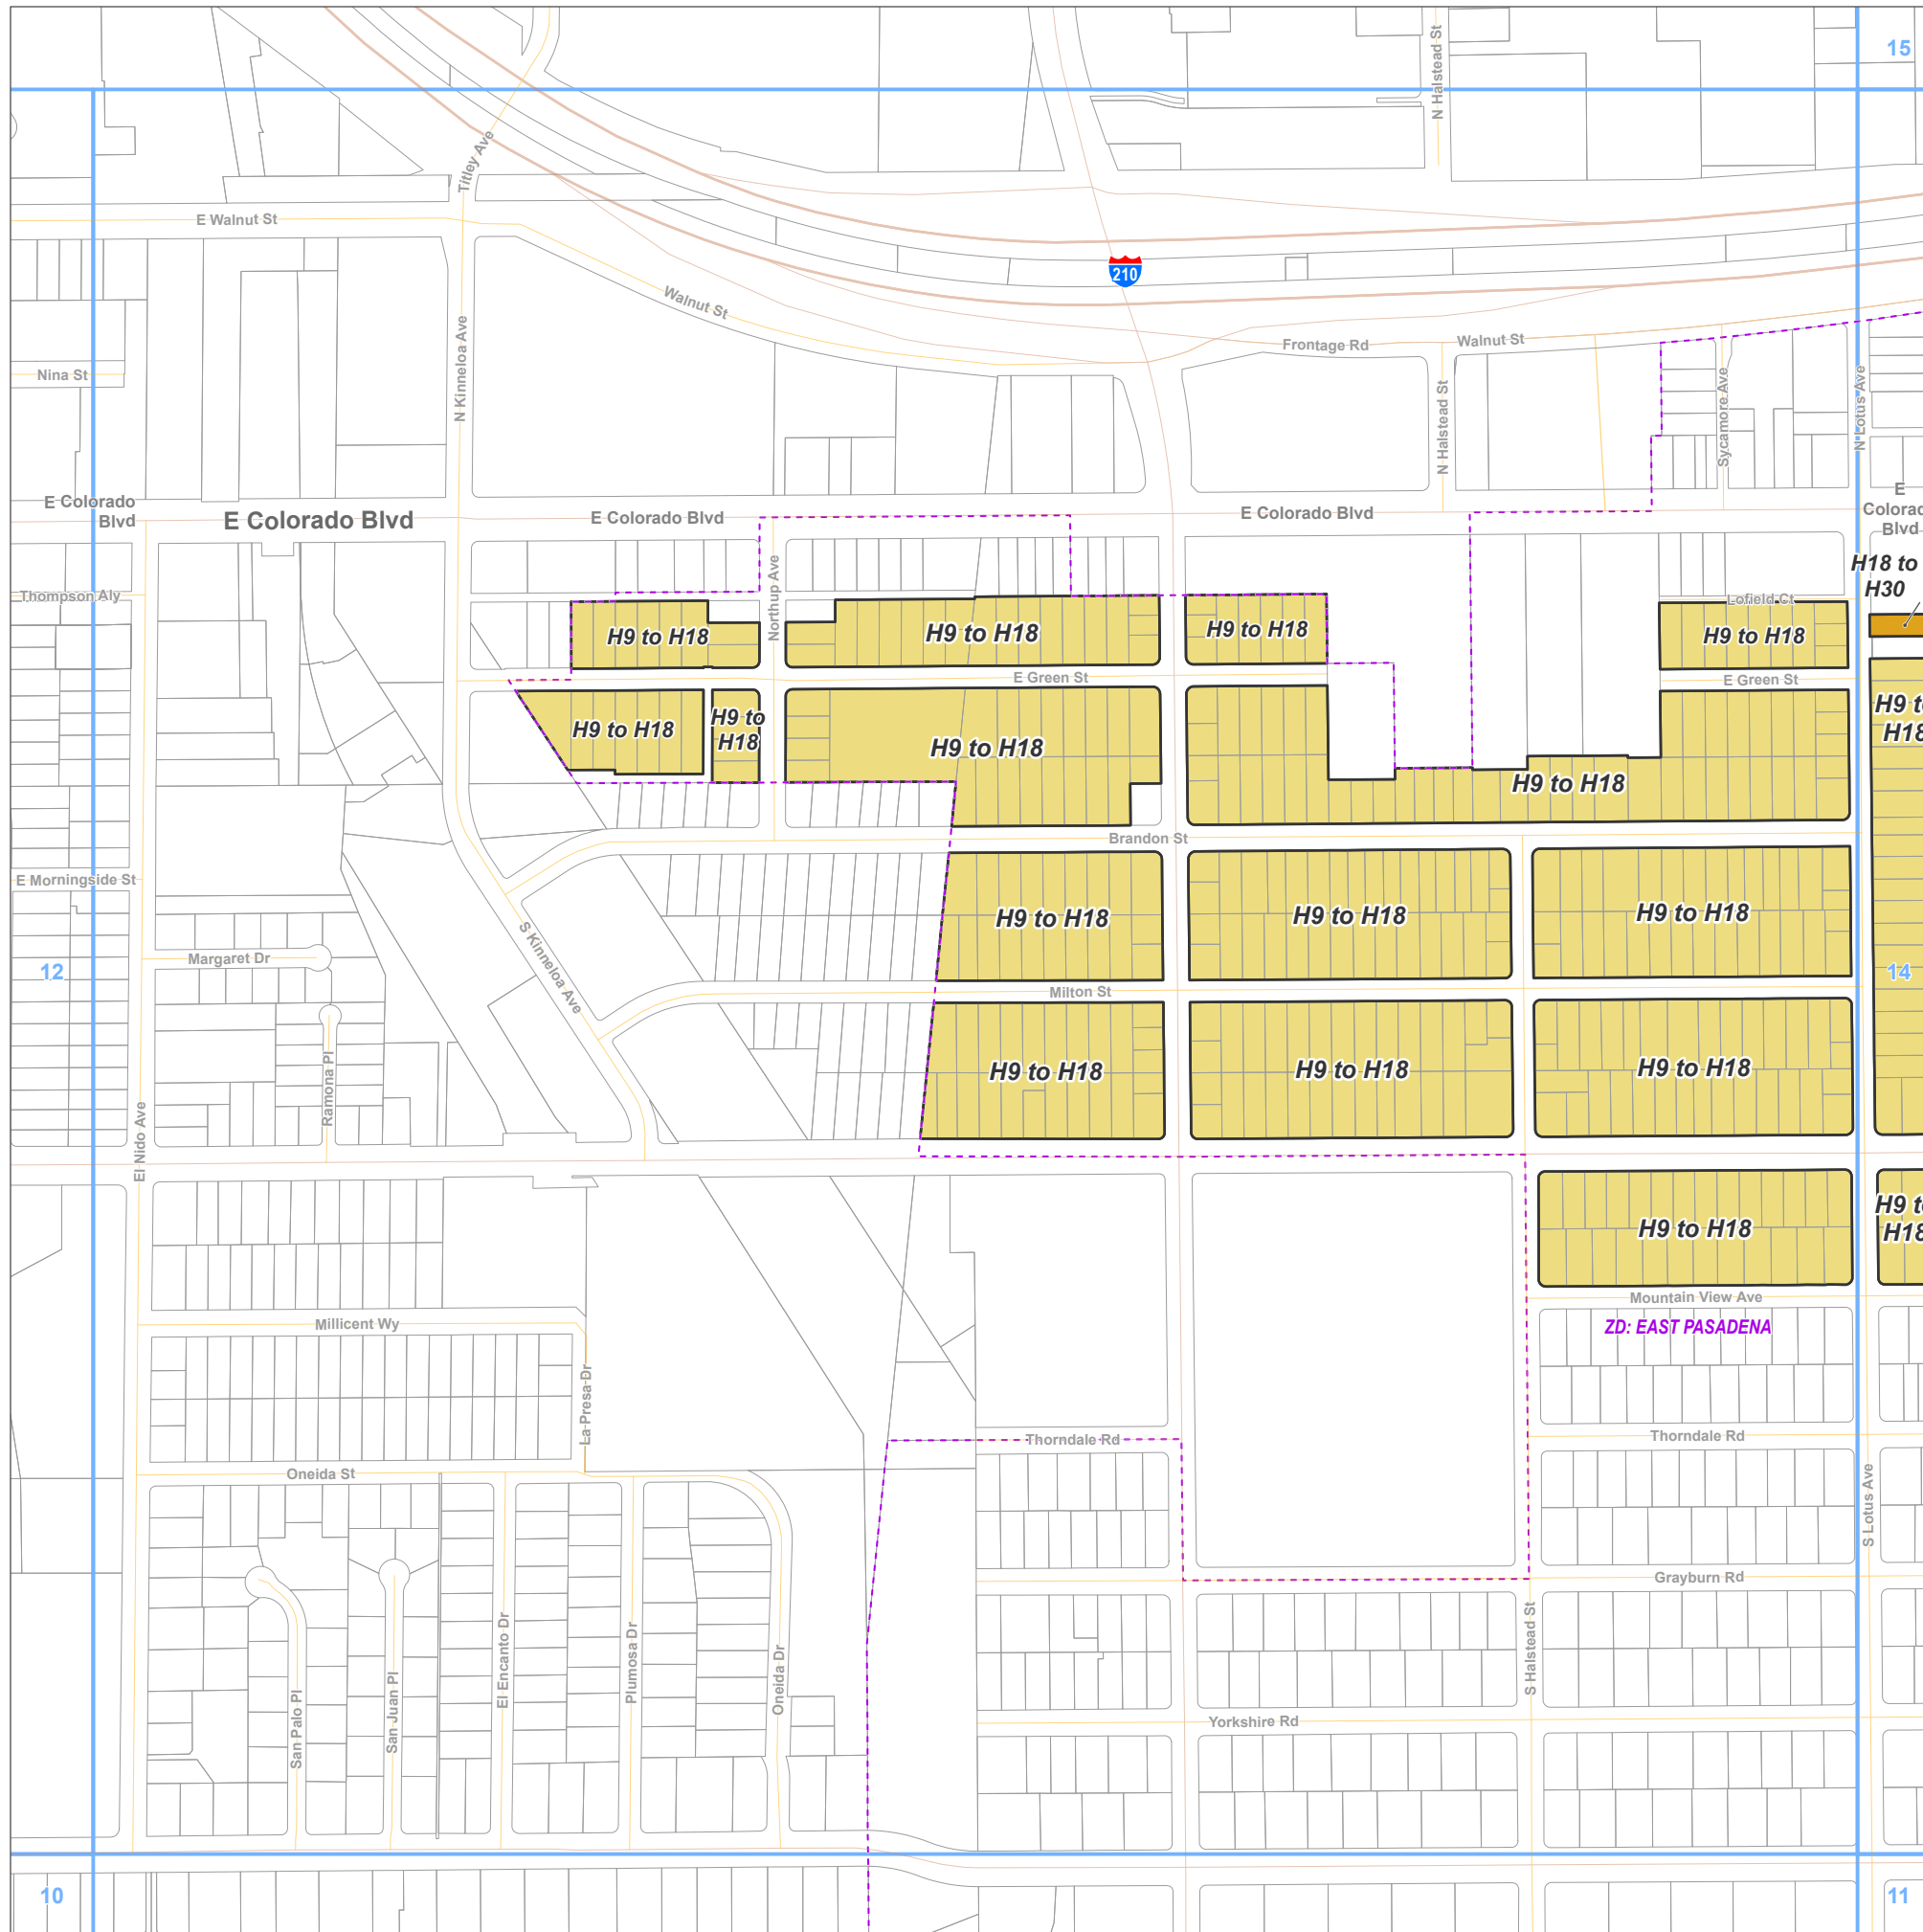 15
N Halstead St
Titley Ave
E Walnut St
210
Walnut St
Frontage Rd
Walnut St
N Kinneloa Ave
Nina St
N Halstead St
Sycamore Ave
N Lotus Ave
E Colorado
Blvd
E Colorado Blvd
E Colorado Blvd
E Colorado Blvd
E
Colorad
Blvd
H18 to
H30
Thompson Aly
Northup Ave
Lofield Ct
H9 to H18
H9 to H18
H9 to H18
H9 to H18
E Green St
E Green St
H9 to H18
H9 to
H18
H9 to H18
H9 to H18
H9 to
H18
Brandon St
E Morningside St
H9 to H18
H9 to H18
H9 to H18
Margaret Dr
S Kinneloa Ave
12
14
Milton St
Ramona Pl
H9 to H18
H9 to H18
H9 to H18
El Nido Ave
H9 to H18
H9 to
H18
Mountain View Ave
ZD: EAST PASADENA
Millicent Wy
La Presa Dr
Thorndale Rd
Thorndale Rd
Oneida St
S Lotus Ave
Grayburn Rd
El Encanto Dr
Plumosa Dr
Oneida Dr
S Halstead St
San Palo Pl
San Juan Pl
Yorkshire Rd
10
11